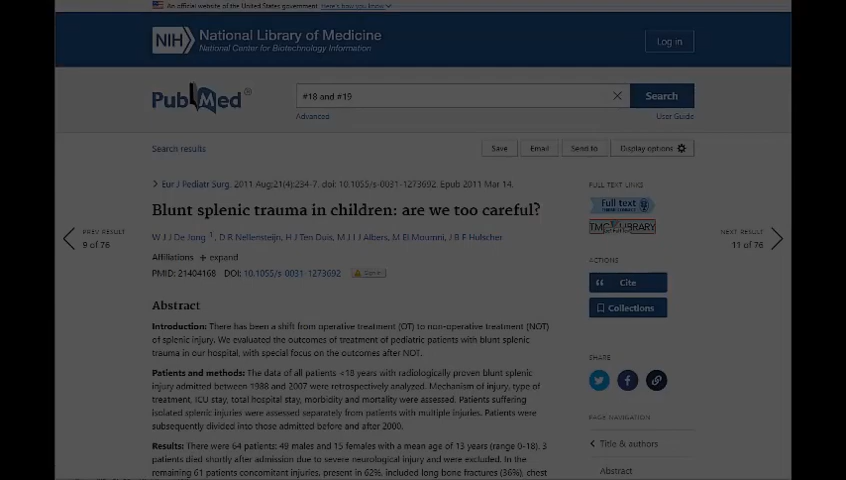 An official website of the United States government Here's how you know
NIH National Library of Medicine
National Center for Biotechnology Information
Log in
PubMed
#18 and #19
Search
Advanced
User Guide
Search results
Save
Email
Send to
Display options
Eur J Pediatr Surg. 2011 Aug;21(4):234-7. doi: 10.1055/s-0031-1273692. Epub 2011 Mar 14.
Blunt splenic trauma in children: are we too careful?
W J J De Jong 1, D R Nellensteijn, H J Ten Duis, M J I J Albers, M El Moumni, J B F Hulscher
Affiliations + expand
PMID: 21404168 DOI: 10.1055/s-0031-1273692
Abstract
Introduction: There has been a shift from operative treatment (OT) to non-operative treatment (NOT)
of splenic injury. We evaluated the outcomes of treatment of pediatric patients with blunt splenic
trauma in our hospital, with special focus on the outcomes after NOT.
Patients and methods: The data of all patients <18 years with radiologically proven blunt splenic
injury admitted between 1988 and 2007 were retrospectively analyzed. Mechanism of injury, type of
treatment, ICU stay, total hospital stay, morbidity and mortality were assessed. Patients suffering
isolated splenic injuries were assessed separately from patients with multiple injuries. Patients were
subsequently divided into those admitted before and after 2000.
Results: There were 64 patients: 49 males and 15 females with a mean age of 13 years (range 0-18). 3
patients died shortly after admission due to severe neurological injury and were excluded. In the
remaining 61 patients concomitant injuries, present in 62%, included long bone fractures (36%), chest
PREV RESULT
9 of 76
NEXT RESULT
11 of 76
FULL TEXT LINKS
Full text
TMC LIBRARY
ACTIONS
Cite
Collections
SHARE
PAGE NAVIGATION
Title & authors
Abstract